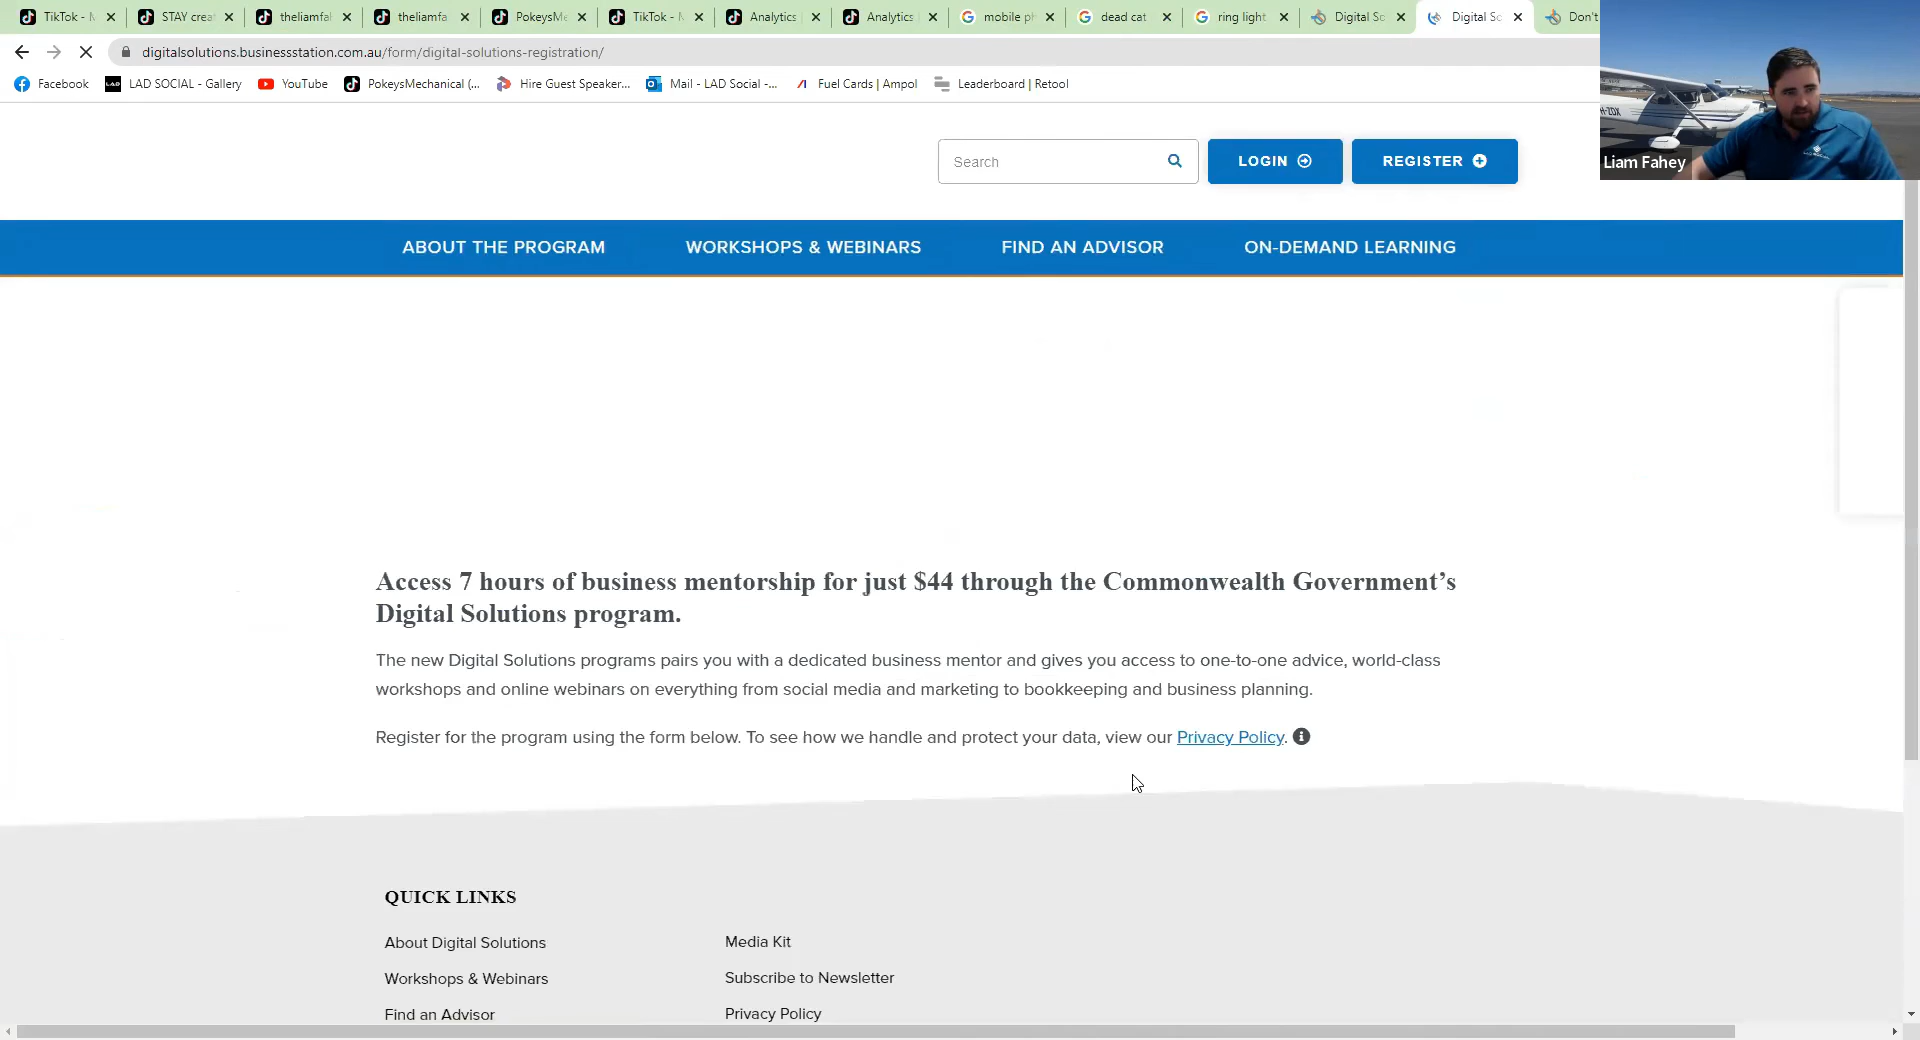 TikTok - M
STAY creat
theliamfah
theliamfa
PokeysMe
TikTok - M
Analytics
Analytics
mobile ph
dead cat
ring light
Digital So
Digital So
Don't
digitalsolutions.businessstation.com.au/form/digital-solutions-registration/
Facebook
LAD SOCIAL - Gallery
YouTube
PokeysMechanical (...
Hire Guest Speaker...
Mail - LAD Social -...
Fuel Cards | Ampol
Leaderboard | Retool
Liam Fahey
Search
LOGIN
REGISTER
ABOUT THE PROGRAM
WORKSHOPS & WEBINARS
FIND AN ADVISOR
ON-DEMAND LEARNING
Access 7 hours of business mentorship for just $44 through the Commonwealth Government’s
Digital Solutions program.
The new Digital Solutions programs pairs you with a dedicated business mentor and gives you access to one-to-one advice, world-class
workshops and online webinars on everything from social media and marketing to bookkeeping and business planning.
Register for the program using the form below. To see how we handle and protect your data, view our Privacy Policy.
QUICK LINKS
About Digital Solutions
Media Kit
Workshops & Webinars
Subscribe to Newsletter
Find an Advisor
Privacy Policy